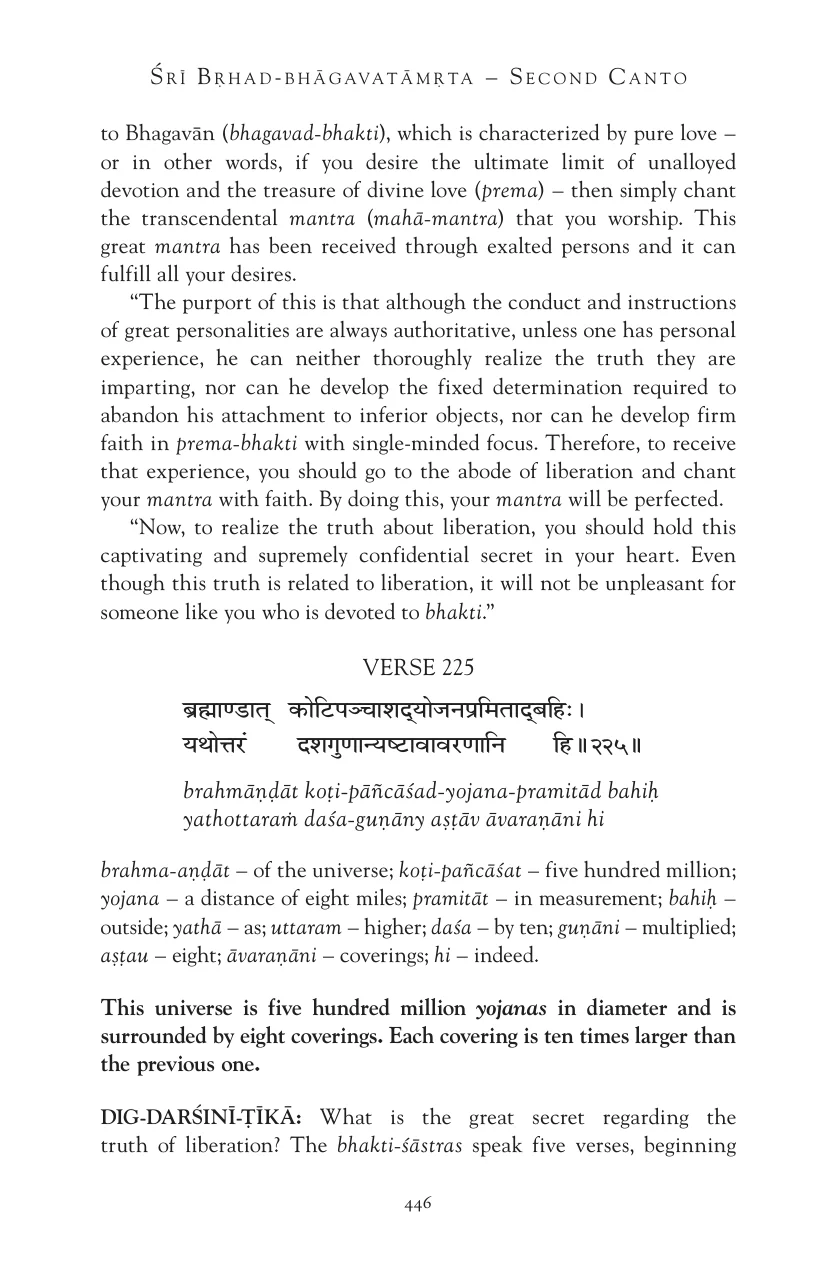 ŚRĪ BṚHAD-BHĀGAVATĀMṚTA – SECOND CANTO
to Bhagavān (bhagavad-bhakti), which is characterized by pure love –
or in other words, if you desire the ultimate limit of unalloyed
devotion and the treasure of divine love (prema) – then simply chant
the transcendental mantra (mahā-mantra) that you worship. This
great mantra has been received through exalted persons and it can
fulfill all your desires.
“The purport of this is that although the conduct and instructions
of great personalities are always authoritative, unless one has personal
experience, he can neither thoroughly realize the truth they are
imparting, nor can he develop the fixed determination required to
abandon his attachment to inferior objects, nor can he develop firm
faith in prema-bhakti with single-minded focus. Therefore, to receive
that experience, you should go to the abode of liberation and chant
your mantra with faith. By doing this, your mantra will be perfected.
“Now, to realize the truth about liberation, you should hold this
captivating and supremely confidential secret in your heart. Even
though this truth is related to liberation, it will not be unpleasant for
someone like you who is devoted to bhakti.”
VERSE 225
ब्रह्माण्डात् कोटिपञ्चाशद्योजनप्रमिताद्बहिः।
यथोत्तरं दशगुणान्यष्टावावरणानि हि॥२२५॥
brahmāṇḍāt koṭi-pāñcāśad-yojana-pramitād bahiḥ
yathottaraṁ daśa-guṇāny aṣṭāv āvaraṇāni hi
brahma-aṇḍāt – of the universe; koṭi-pañcāśat – five hundred million;
yojana – a distance of eight miles; pramitāt – in measurement; bahiḥ –
outside; yathā – as; uttaram – higher; daśa – by ten; guṇāni – multiplied;
aṣṭau – eight; āvaraṇāni – coverings; hi – indeed.
This universe is five hundred million yojanas in diameter and is
surrounded by eight coverings. Each covering is ten times larger than
the previous one.
DIG-DARŚINĪ-ṬĪKĀ: What is the great secret regarding the
truth of liberation? The bhakti-śāstras speak five verses, beginning
446